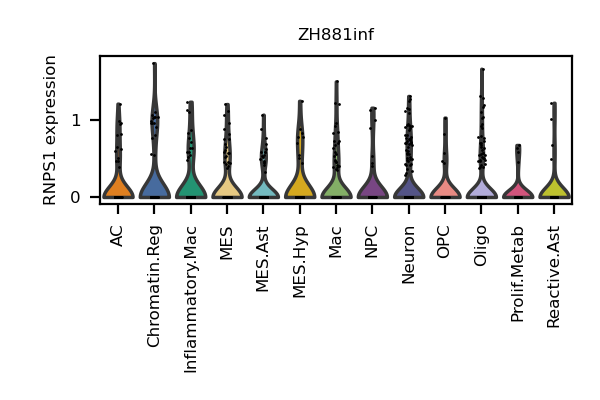 ZH881inf
RNPS1 expression
1
0
AC
Chromatin.Reg
Inflammatory.Mac
MES
MES.Ast
MES.Hyp
Mac
NPC
Neuron
OPC
Oligo
Prolif.Metab
Reactive.Ast